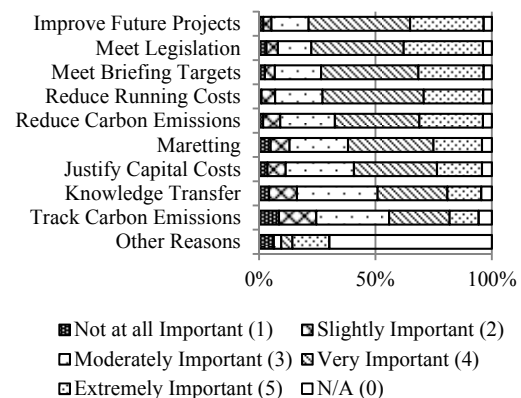 Improve Future Projects
Meet Legislation
Meet Briefing Targets
Reduce Running Costs
Reduce Carbon Emissions
Maretting
Justify Capital Costs
Knowledge Transfer
Track Carbon Emissions
Other Reasons
0% 50% 100%
Not at all Important (1) Slightly Important (2)
Moderately Important (3) Very Important (4)
Extremely Important (5) N/A (0)